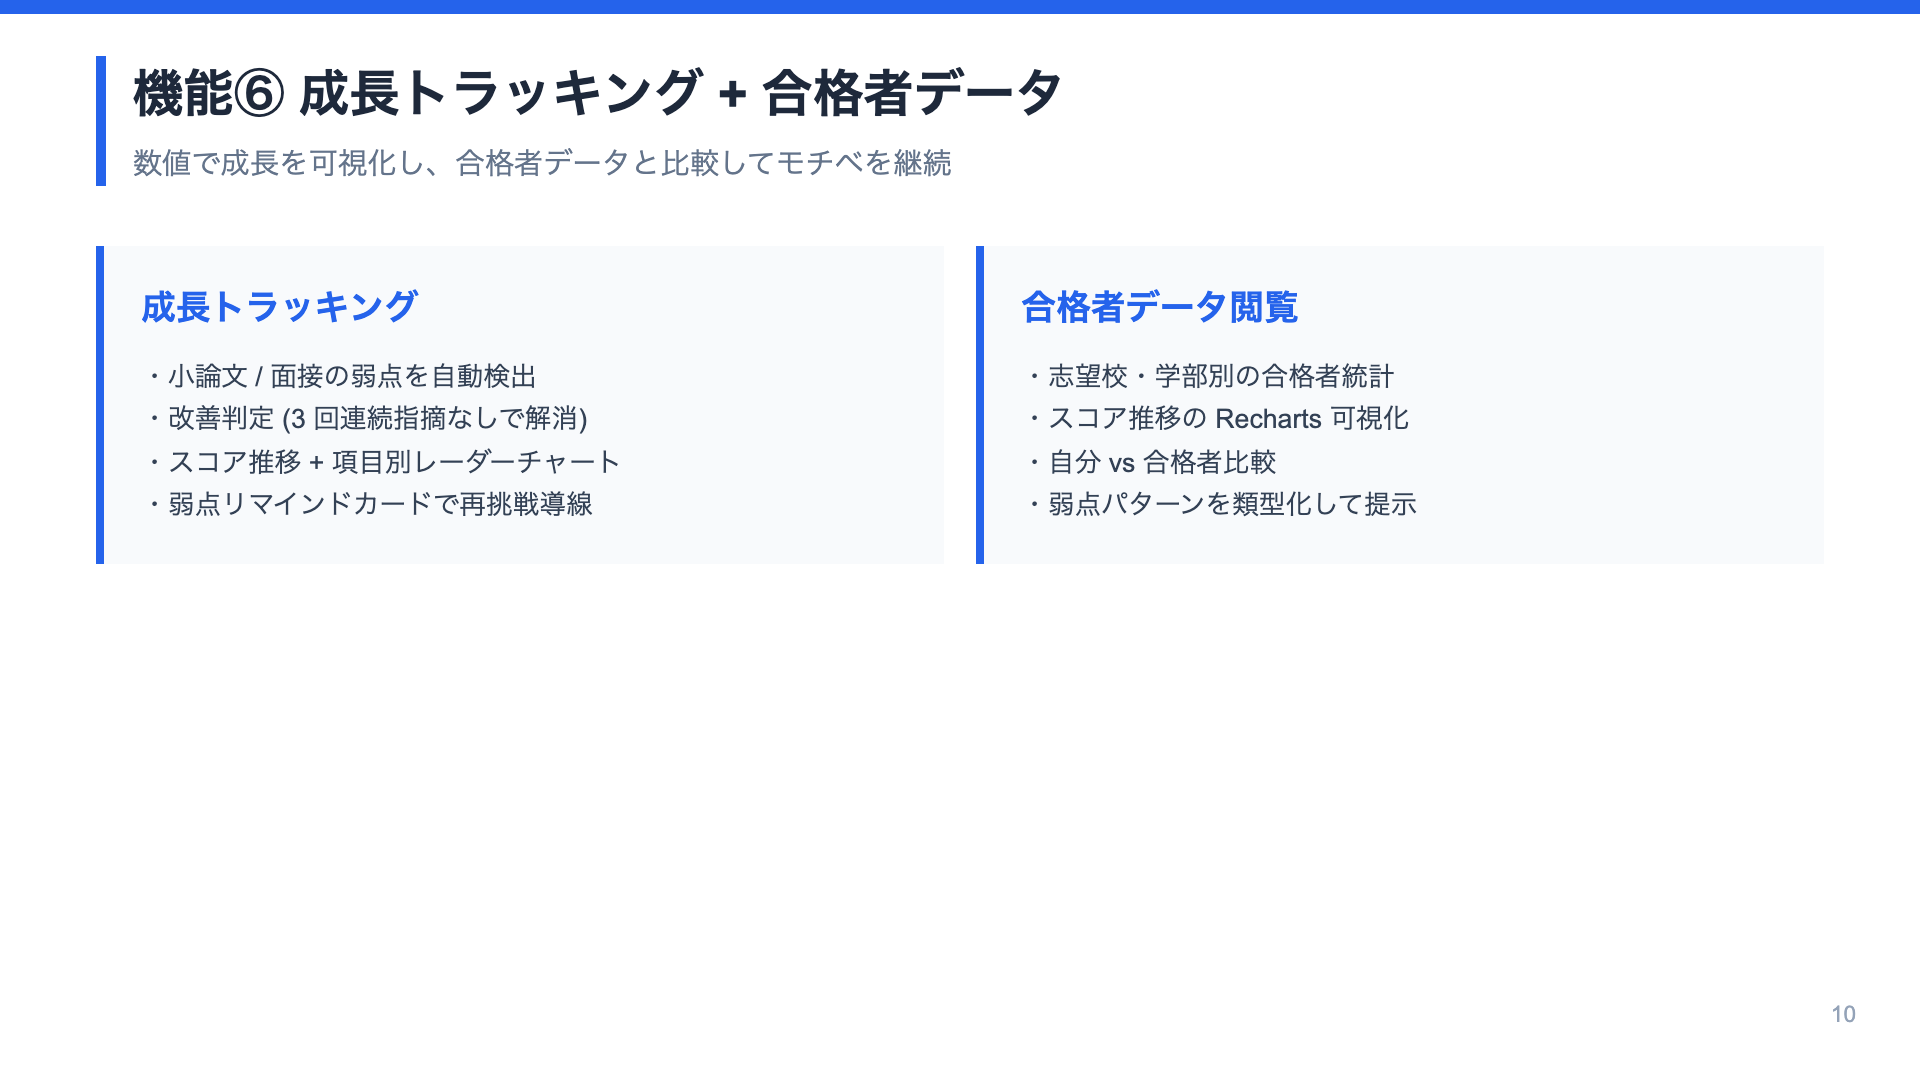 機能⑥ 成長トラッキング + 合格者データ
数値で成長を可視化し、合格者データと比較してモチベを継続
成長トラッキング
・小論文 / 面接の弱点を自動検出
・改善判定 (3 回連続指摘なしで解消)
・スコア推移 + 項目別レーダーチャート
・弱点リマインドカードで再挑戦導線
合格者データ閲覧
・志望校・学部別の合格者統計
・スコア推移の Recharts 可視化
・自分 vs 合格者比較
・弱点パターンを類型化して提示
10